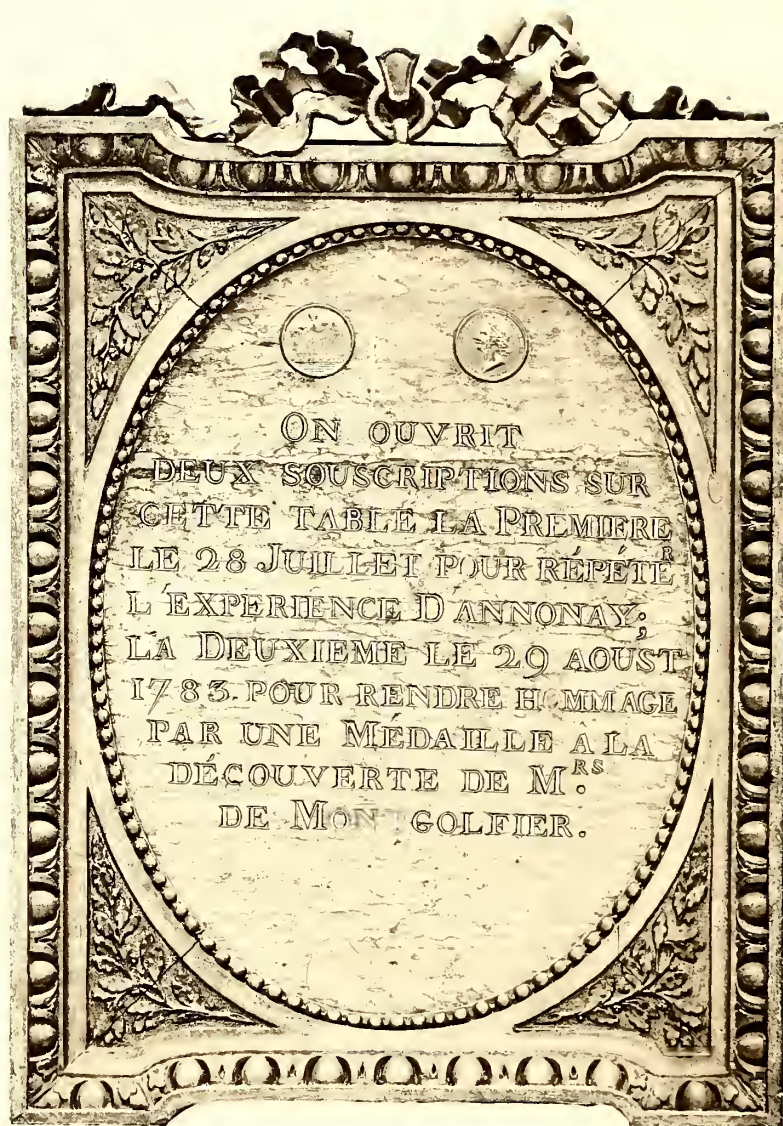 ON OUVRIT
DEUX SOUSCRIPTIONS SUR
CETTE TABLE LA PREMIERE
LE 28 JUILLET POUR RÉPÉTER
L'EXPERIENCE D'ANNONAY;
LA DEUXIEME LE 29 AOUST
1783. POUR RENDRE HOMMAGE
PAR UNE MÉDAILLE A LA
DÉCOUVERTE DE M.RS
DE MONTGOLFIER.